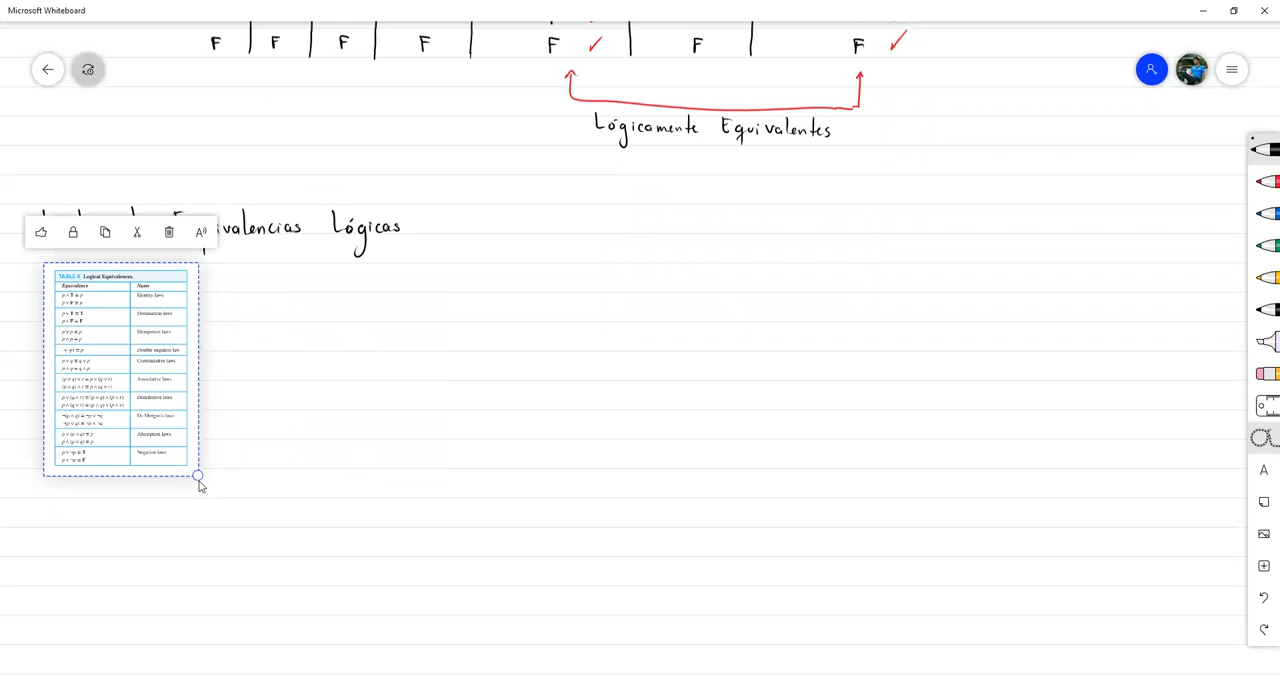 Microsoft Whiteboard
F F F F F F F
Lógicamente Equivalentes
Lógicas
TABLE 6 Logical Equivalences.
Equivalence Name
p ∧ T ≡ p Identity laws
p ∨ F ≡ p
p ∨ T ≡ T Domination laws
p ∧ F ≡ F
p ∨ p ≡ p Idempotent laws
p ∧ p ≡ p
¬(¬p) ≡ p Double negation law
p ∨ q ≡ q ∨ p Commutative laws
p ∧ q ≡ q ∧ p
(p ∨ q) ∨ r ≡ p ∨ (q ∨ r) Associative laws
(p ∧ q) ∧ r ≡ p ∧ (q ∧ r)
p ∨ (q ∧ r) ≡ (p ∨ q) ∧ (p ∨ r) Distributive laws
p ∧ (q ∨ r) ≡ (p ∧ q) ∨ (p ∧ r)
¬(p ∧ q) ≡ ¬p ∨ ¬q De Morgan's laws
¬(p ∨ q) ≡ ¬p ∧ ¬q
p ∨ (p ∧ q) ≡ p Absorption laws
p ∧ (p ∨ q) ≡ p
p ∨ ¬p ≡ T Negation laws
p ∧ ¬p ≡ F